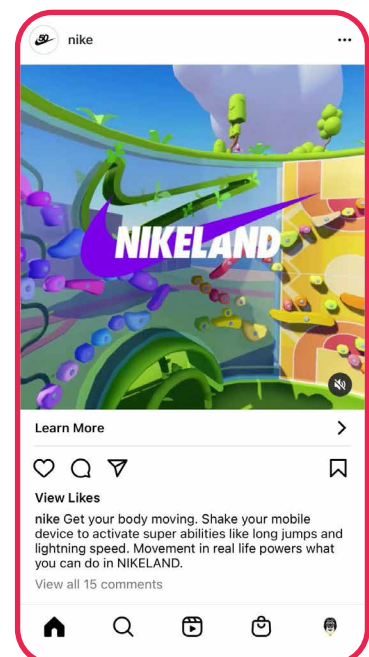 50
nike
NIKELAND
Learn More
View Likes
nike Get your body moving. Shake your mobile
device to activate super abilities like long jumps and
lightning speed. Movement in real life powers what
you can do in NIKELAND.
View all 15 comments